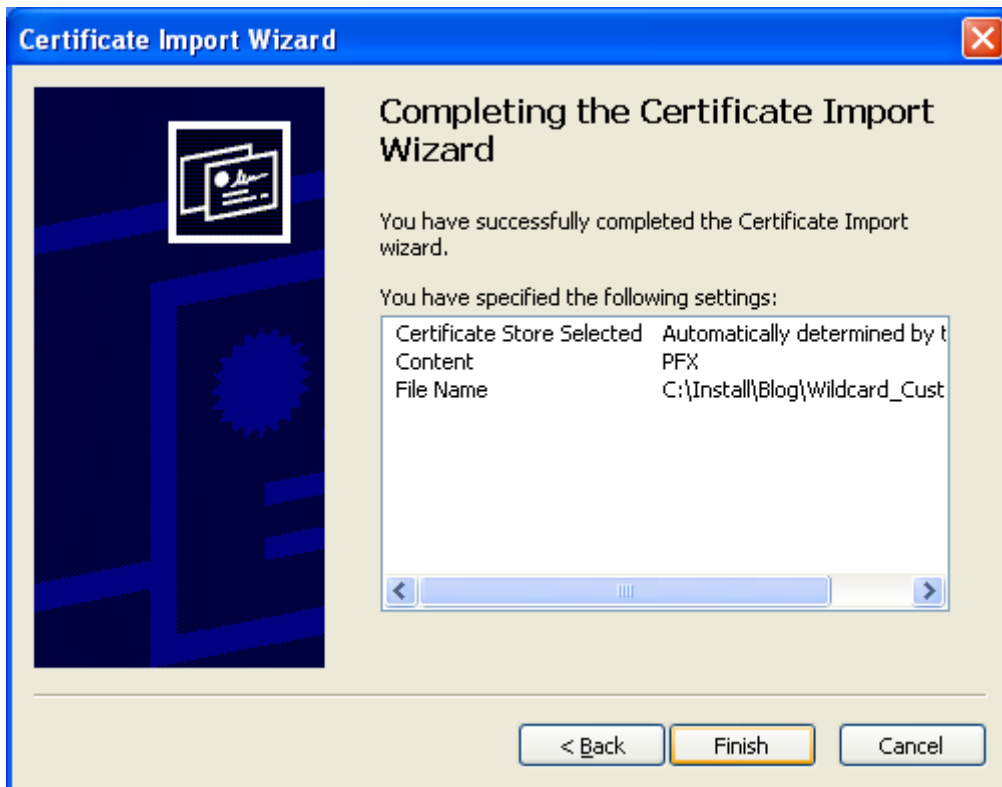 Certificate Import Wizard
Completing the Certificate Import
Wizard
You have successfully completed the Certificate Import
wizard.
You have specified the following settings:
Certificate Store Selected Automatically determined by t
Content PFX
File Name C:\Install\Blog\Wildcard_Cust
< Back Finish Cancel